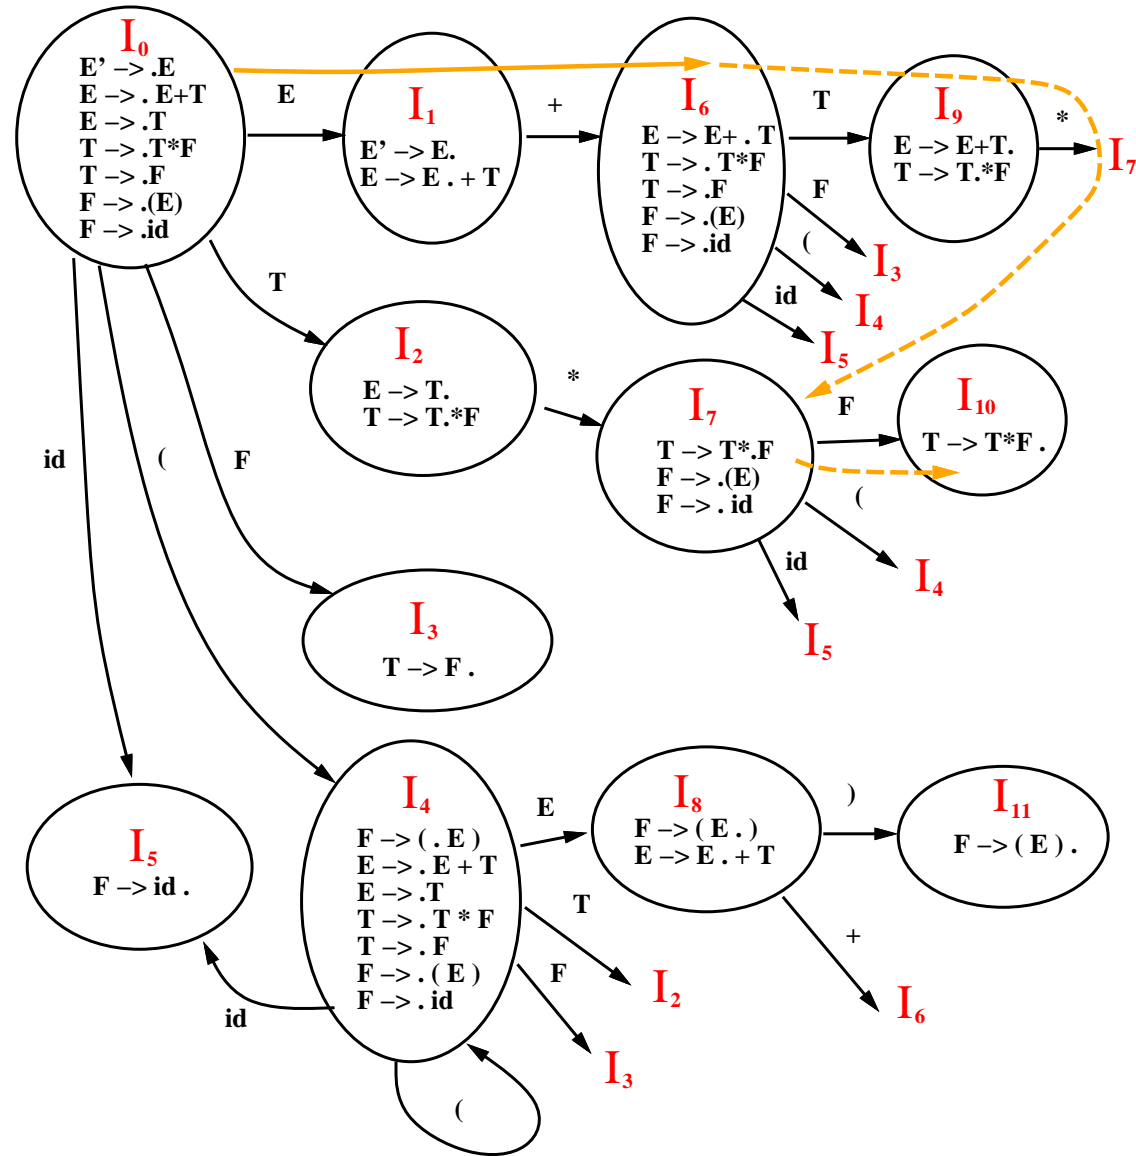 I0
E' –> .E
E –> . E+T
E –> .T
T –> .T*F
T –> .F
F –> .(E)
F –> .id
E
I1
E' –> E.
E –> E . + T
+
I6
E –> E+ . T
T –> . T*F
T –> .F
F –> .(E)
F –> .id
T
I9
E –> E+T.
T –> T.*F
*
I7
F
I3
(
I4
id
I5
T
I2
E –> T.
T –> T.*F
*
I7
T –> T*.F
F –> .(E)
F –> . id
F
I10
T –> T*F .
(
I4
id
I5
id
(
F
I3
T –> F .
I5
F –> id .
id
I4
F –> ( . E )
E –> . E + T
E –> .T
T –> . T * F
T –> . F
F –> . ( E )
F –> . id
E
I8
F –> ( E . )
E –> E . + T
)
I11
F –> ( E ) .
T
I2
F
I3
+
I6
(